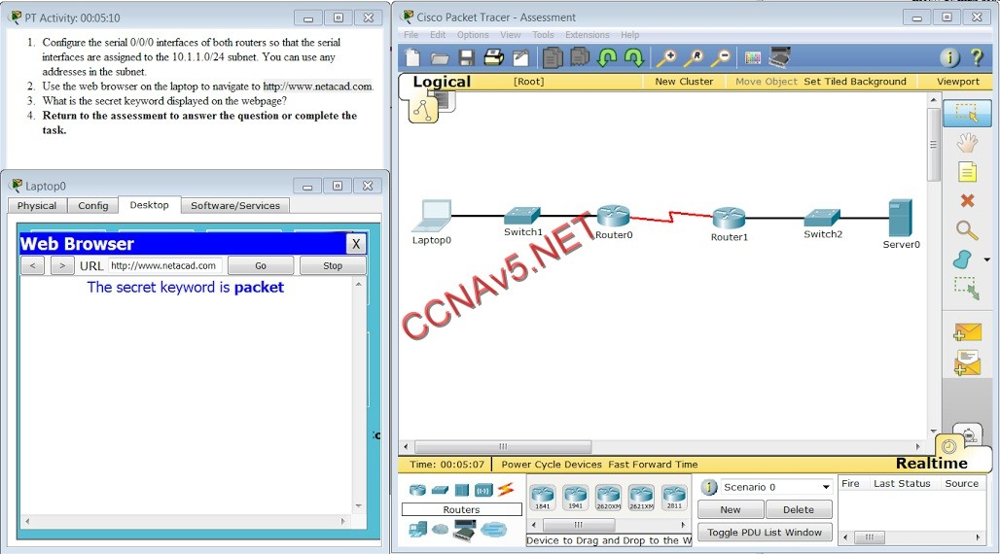 PT Activity: 00:05:10
1. Configure the serial 0/0/0 interfaces of both routers so that the serial
interfaces are assigned to the 10.1.1.0/24 subnet. You can use any
addresses in the subnet.
2. Use the web browser on the laptop to navigate to http://www.netacad.com.
3. What is the secret keyword displayed on the webpage?
4. Return to the assessment to answer the question or complete the
task.
Laptop0
Physical Config Desktop Software/Services
Web Browser X
< > URL http://www.netacad.com Go Stop
The secret keyword is packet
Cisco Packet Tracer - Assessment
File Edit Options View Tools Extensions Help
Logical [Root] New Cluster Move Object Set Tiled Background Viewport
Laptop0
Switch1
Router0
Router1
Switch2
Server0
CCNAv5.NET
Time: 00:05:07 Power Cycle Devices Fast Forward Time Realtime
Routers
1841 1941 2620XM 2621XM 2811
Device to Drag and Drop to the W
Scenario 0
New Delete
Toggle PDU List Window
Fire Last Status Source